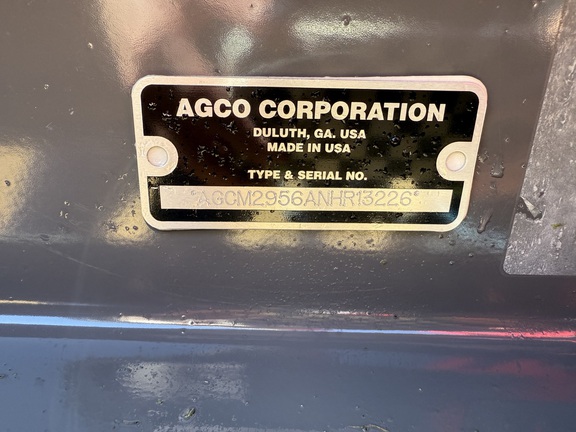 AGCO CORPORATION
DULUTH, GA. USA
MADE IN USA
TYPE & SERIAL NO.
*AGCM2956ANHR13226*